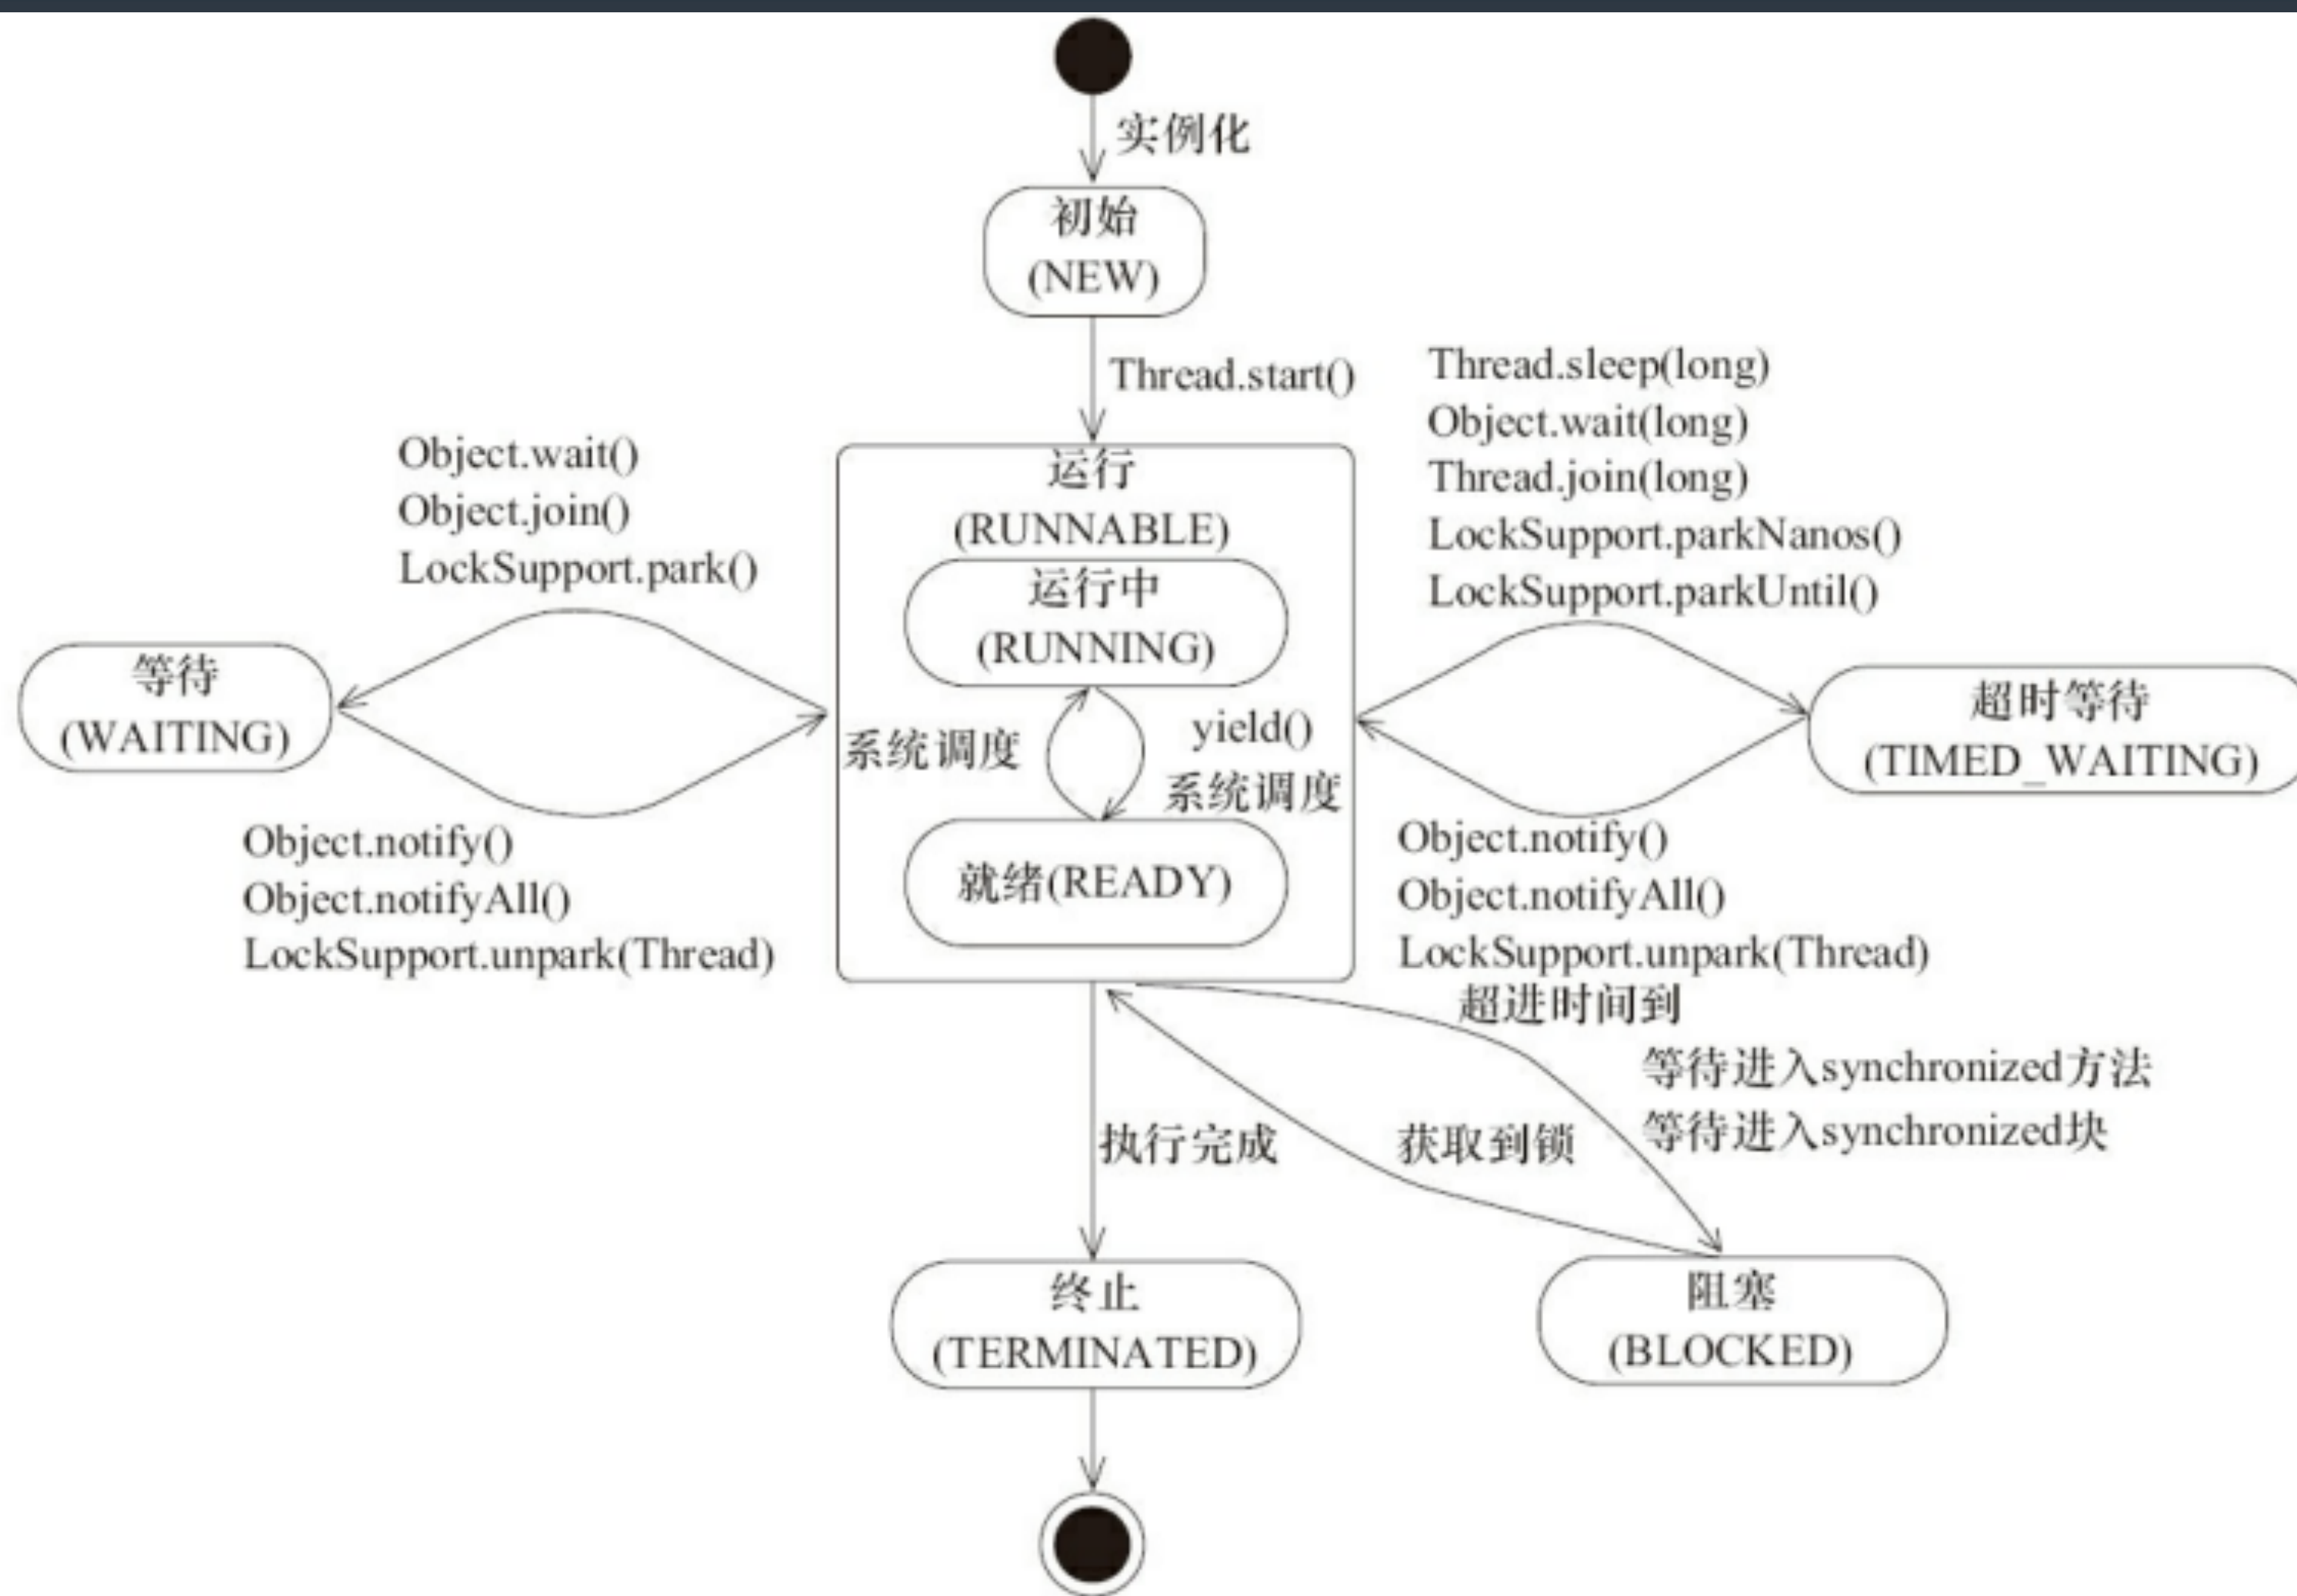 实例化
初始
(NEW)
Thread.start()
Thread.sleep(long)
Object.wait(long)
Thread.join(long)
LockSupport.parkNanos()
LockSupport.parkUntil()
Object.wait()
Object.join()
LockSupport.park()
运行
(RUNNABLE)
运行中
(RUNNING)
等待
(WAITING)
超时等待
(TIMED_WAITING)
系统调度
yield()
系统调度
就绪(READY)
Object.notify()
Object.notifyAll()
LockSupport.unpark(Thread)
Object.notify()
Object.notifyAll()
LockSupport.unpark(Thread)
超进时间到
等待进入synchronized方法
等待进入synchronized块
执行完成
获取到锁
终止
(TERMINATED)
阻塞
(BLOCKED)